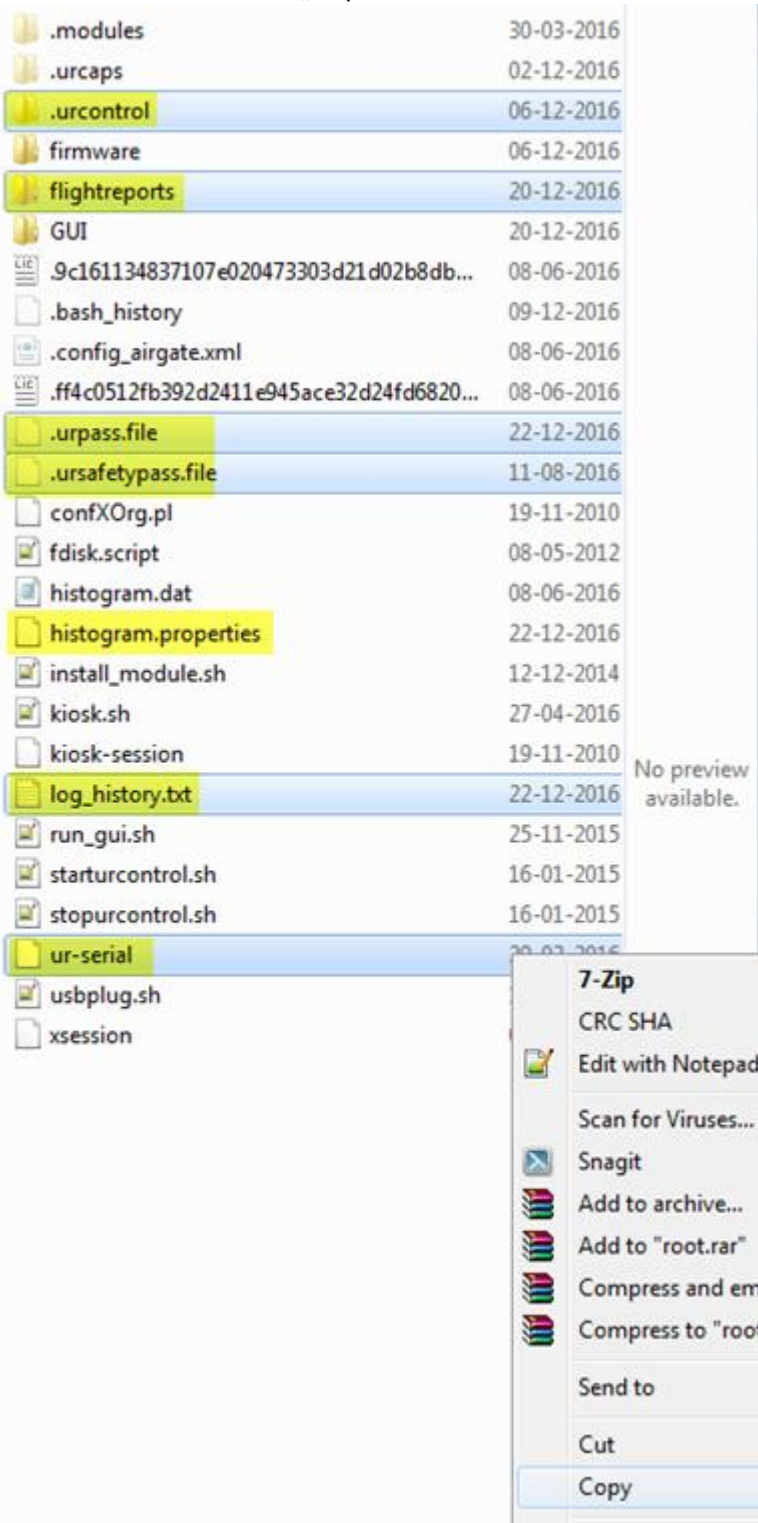 .modules 30-03-2016
.urcaps 02-12-2016
.urcontrol 06-12-2016
firmware 06-12-2016
flightreports 20-12-2016
GUI 20-12-2016
.9c161134837107e020473303d21d02b8db... 08-06-2016
.bash_history 09-12-2016
.config_airgate.xml 08-06-2016
.ff4c0512fb392d2411e945ace32d24fd6820... 08-06-2016
.urpass.file 22-12-2016
.ursafetypass.file 11-08-2016
confXOrg.pl 19-11-2010
fdisk.script 08-05-2012
histogram.dat 08-06-2016
histogram.properties 22-12-2016
install_module.sh 12-12-2014
kiosk.sh 27-04-2016
kiosk-session 19-11-2010
No preview
available.
log_history.txt 22-12-2016
run_gui.sh 25-11-2015
starturcontrol.sh 16-01-2015
stopurcontrol.sh 16-01-2015
ur-serial
usbplug.sh
xsession
7-Zip
CRC SHA
Edit with Notepad
Scan for Viruses...
Snagit
Add to archive...
Add to "root.rar"
Compress and em
Compress to "root
Send to
Cut
Copy